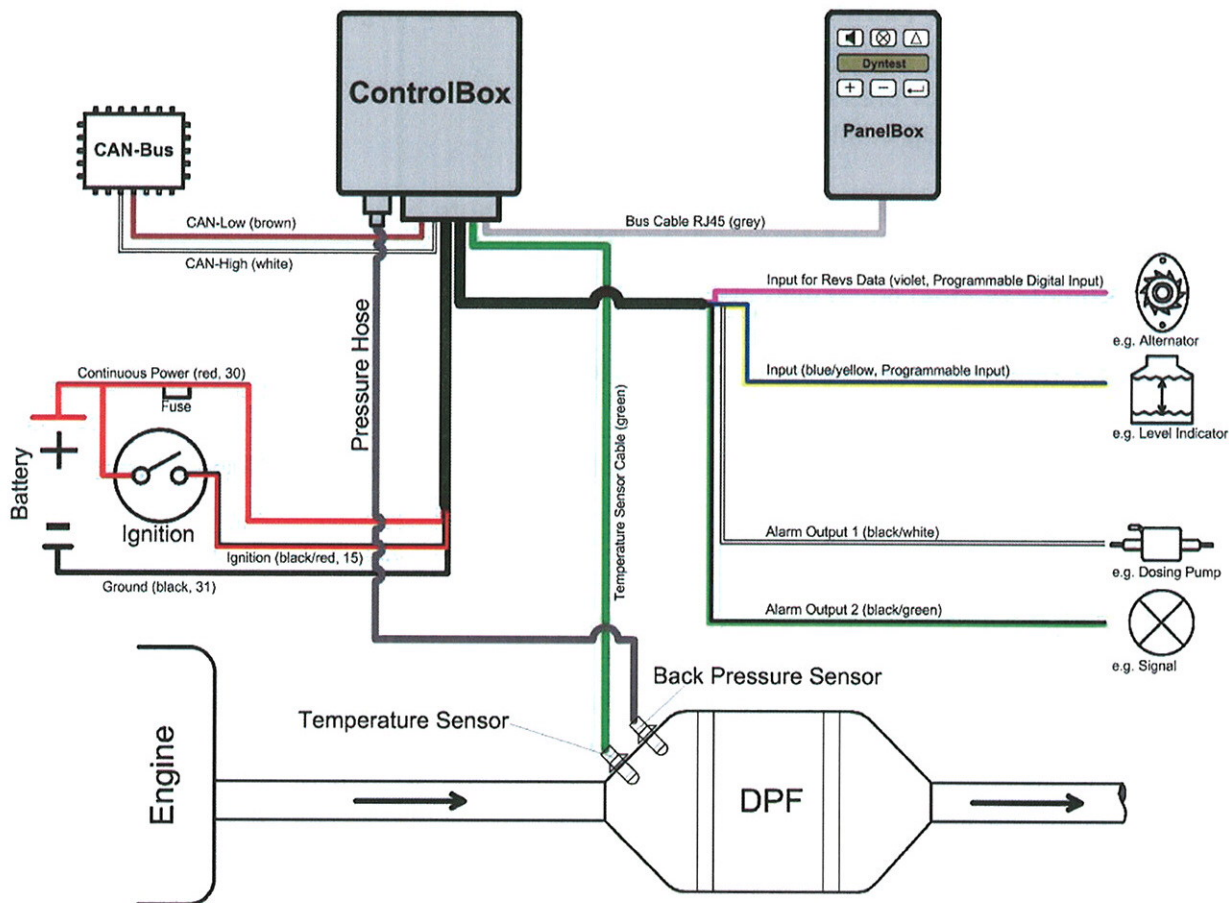 ControlBox
CAN-Bus
Dyntest
+
−
PanelBox
CAN-Low (brown)
CAN-High (white)
Bus Cable RJ45 (grey)
Pressure Hose
Temperature Sensor Cable (green)
Input for Revs Data (violet, Programmable Digital Input)
e.g. Alternator
Input (blue/yellow, Programmable Input)
e.g. Level Indicator
Continuous Power (red, 30)
Fuse
Battery
+
−
Ignition
Ignition (black/red, 15)
Ground (black, 31)
Alarm Output 1 (black/white)
e.g. Dosing Pump
Alarm Output 2 (black/green)
e.g. Signal
Back Pressure Sensor
Temperature Sensor
Engine
DPF